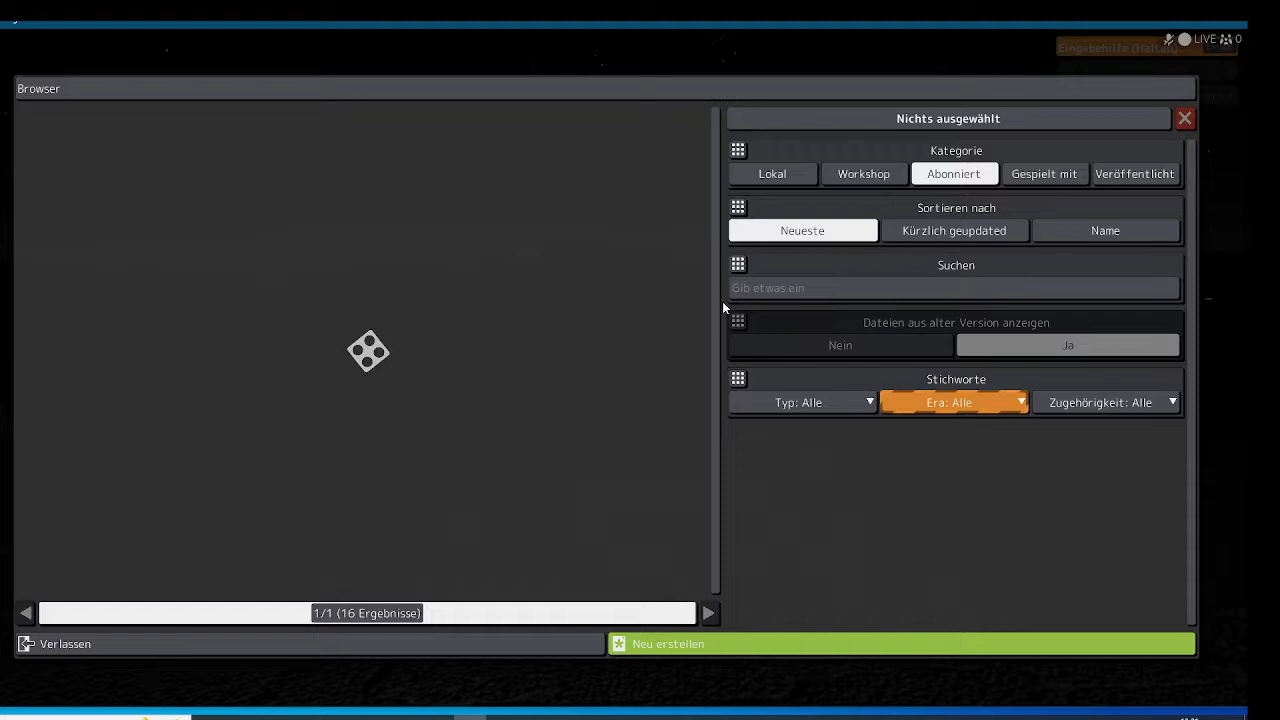 LIVE 0
Eingabehilfe (Halten)
Browser
Nichts ausgewählt
Kategorie
Lokal Workshop Abonniert Gespielt mit Veröffentlicht
Sortieren nach
Neueste Kürzlich geupdated Name
Suchen
Gib etwas ein
Dateien aus alter Version anzeigen
Nein Ja
Stichworte
Typ: Alle Era: Alle Zugehörigkeit: Alle
1/1 (16 Ergebnisse)
Verlassen Neu erstellen